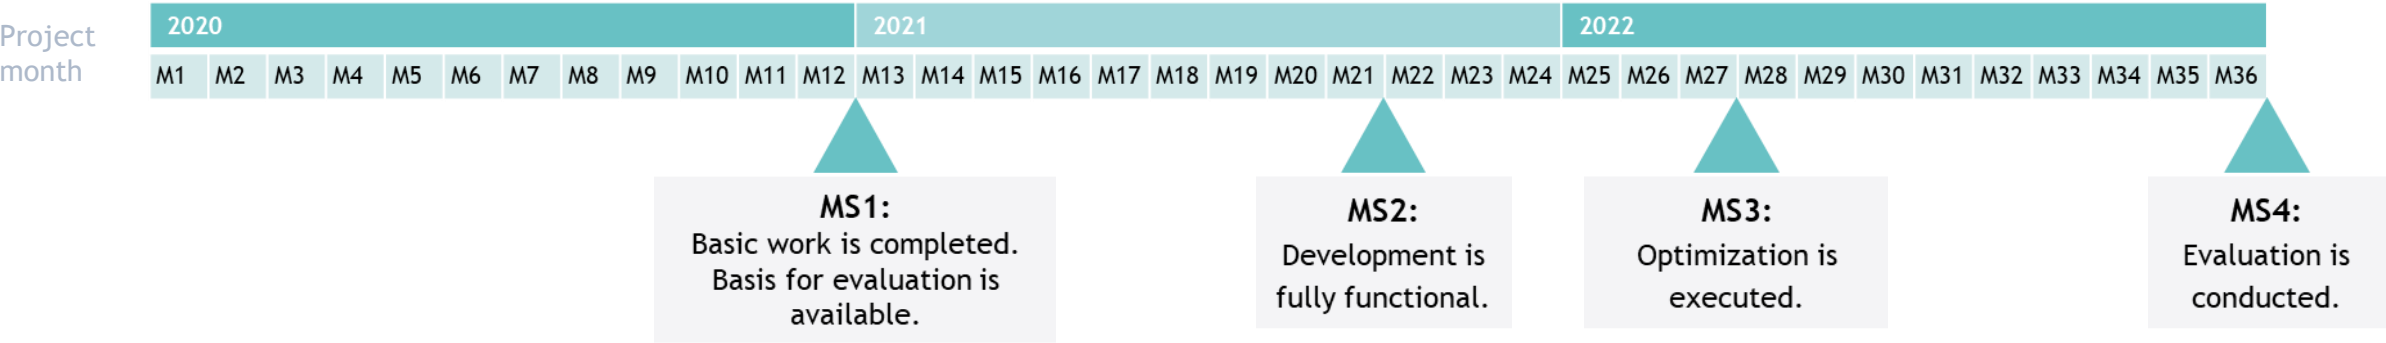 Project
month
2020 2021 2022
M1 M2 M3 M4 M5 M6 M7 M8 M9 M10 M11 M12 M13 M14 M15 M16 M17 M18 M19 M20 M21 M22 M23 M24 M25 M26 M27 M28 M29 M30 M31 M32 M33 M34 M35 M36
MS1:
Basic work is completed.
Basis for evaluation is
available.
MS2:
Development is
fully functional.
MS3:
Optimization is
executed.
MS4:
Evaluation is
conducted.